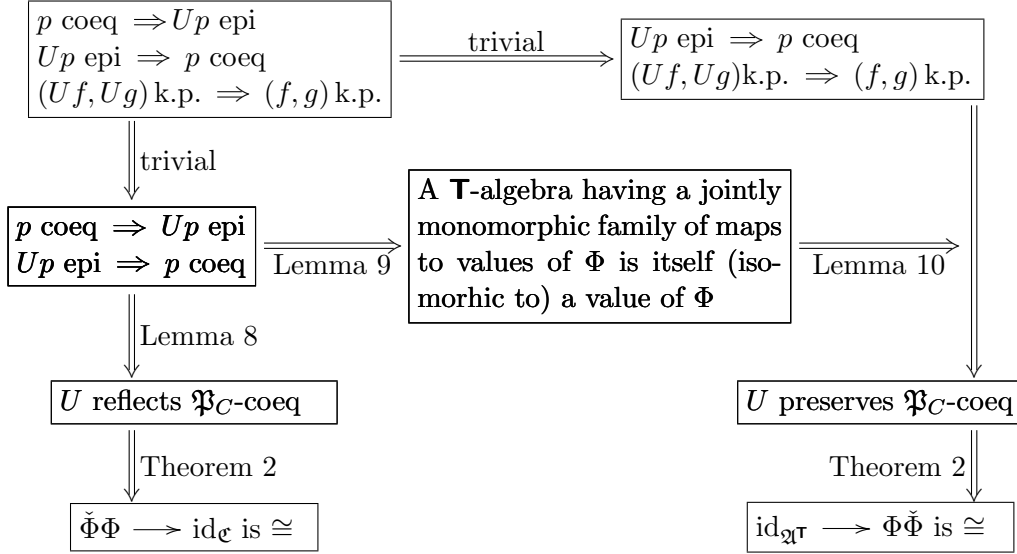 p coeq ⇒ Up epi
Up epi ⇒ p coeq
(Uf, Ug) k.p. ⇒ (f, g) k.p.
trivial
Up epi ⇒ p coeq
(Uf, Ug)k.p. ⇒ (f, g) k.p.
trivial
p coeq ⇒ Up epi
Up epi ⇒ p coeq
Lemma 9
A 𝗧-algebra having a jointly
monomorphic family of maps
to values of Φ is itself (iso-
morhic to) a value of Φ
Lemma 10
Lemma 8
U reflects 𝔓_C-coeq
U preserves 𝔓_C-coeq
Theorem 2
Theorem 2
Φ̌Φ ⟶ id_ℭ is ≅
id_𝔄^𝗧 ⟶ ΦΦ̌ is ≅